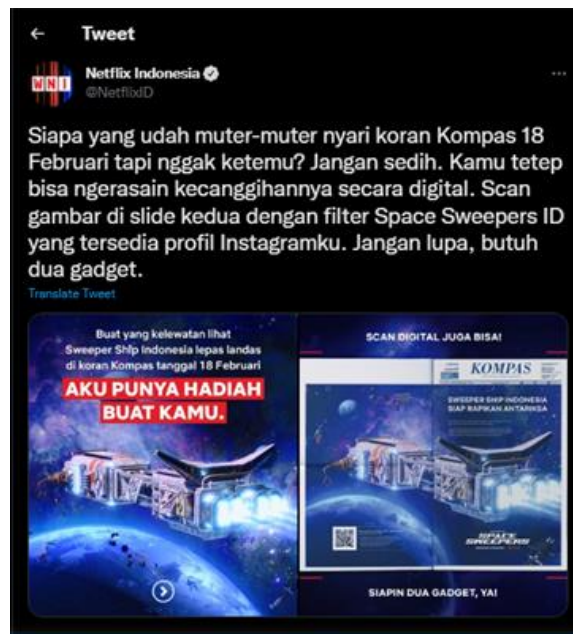 Tweet
WNI
Netflix Indonesia
@NetflixID
Siapa yang udah muter-muter nyari koran Kompas 18
Februari tapi nggak ketemu? Jangan sedih. Kamu tetep
bisa ngerasain kecanggihannya secara digital. Scan
gambar di slide kedua dengan filter Space Sweepers ID
yang tersedia profil Instagramku. Jangan lupa, butuh
dua gadget.
Translate Tweet
Buat yang kelewatan lihat
Sweeper Ship Indonesia lepas landas
di koran Kompas tanggal 18 Februari
AKU PUNYA HADIAH
BUAT KAMU.
SCAN DIGITAL JUGA BISA!
KOMPAS
SWEEPER SHIP INDONESIA
SIAP RAPIKAN ANTARIKSA
SPACE
SWEEPERS
SIAPIN DUA GADGET, YA!